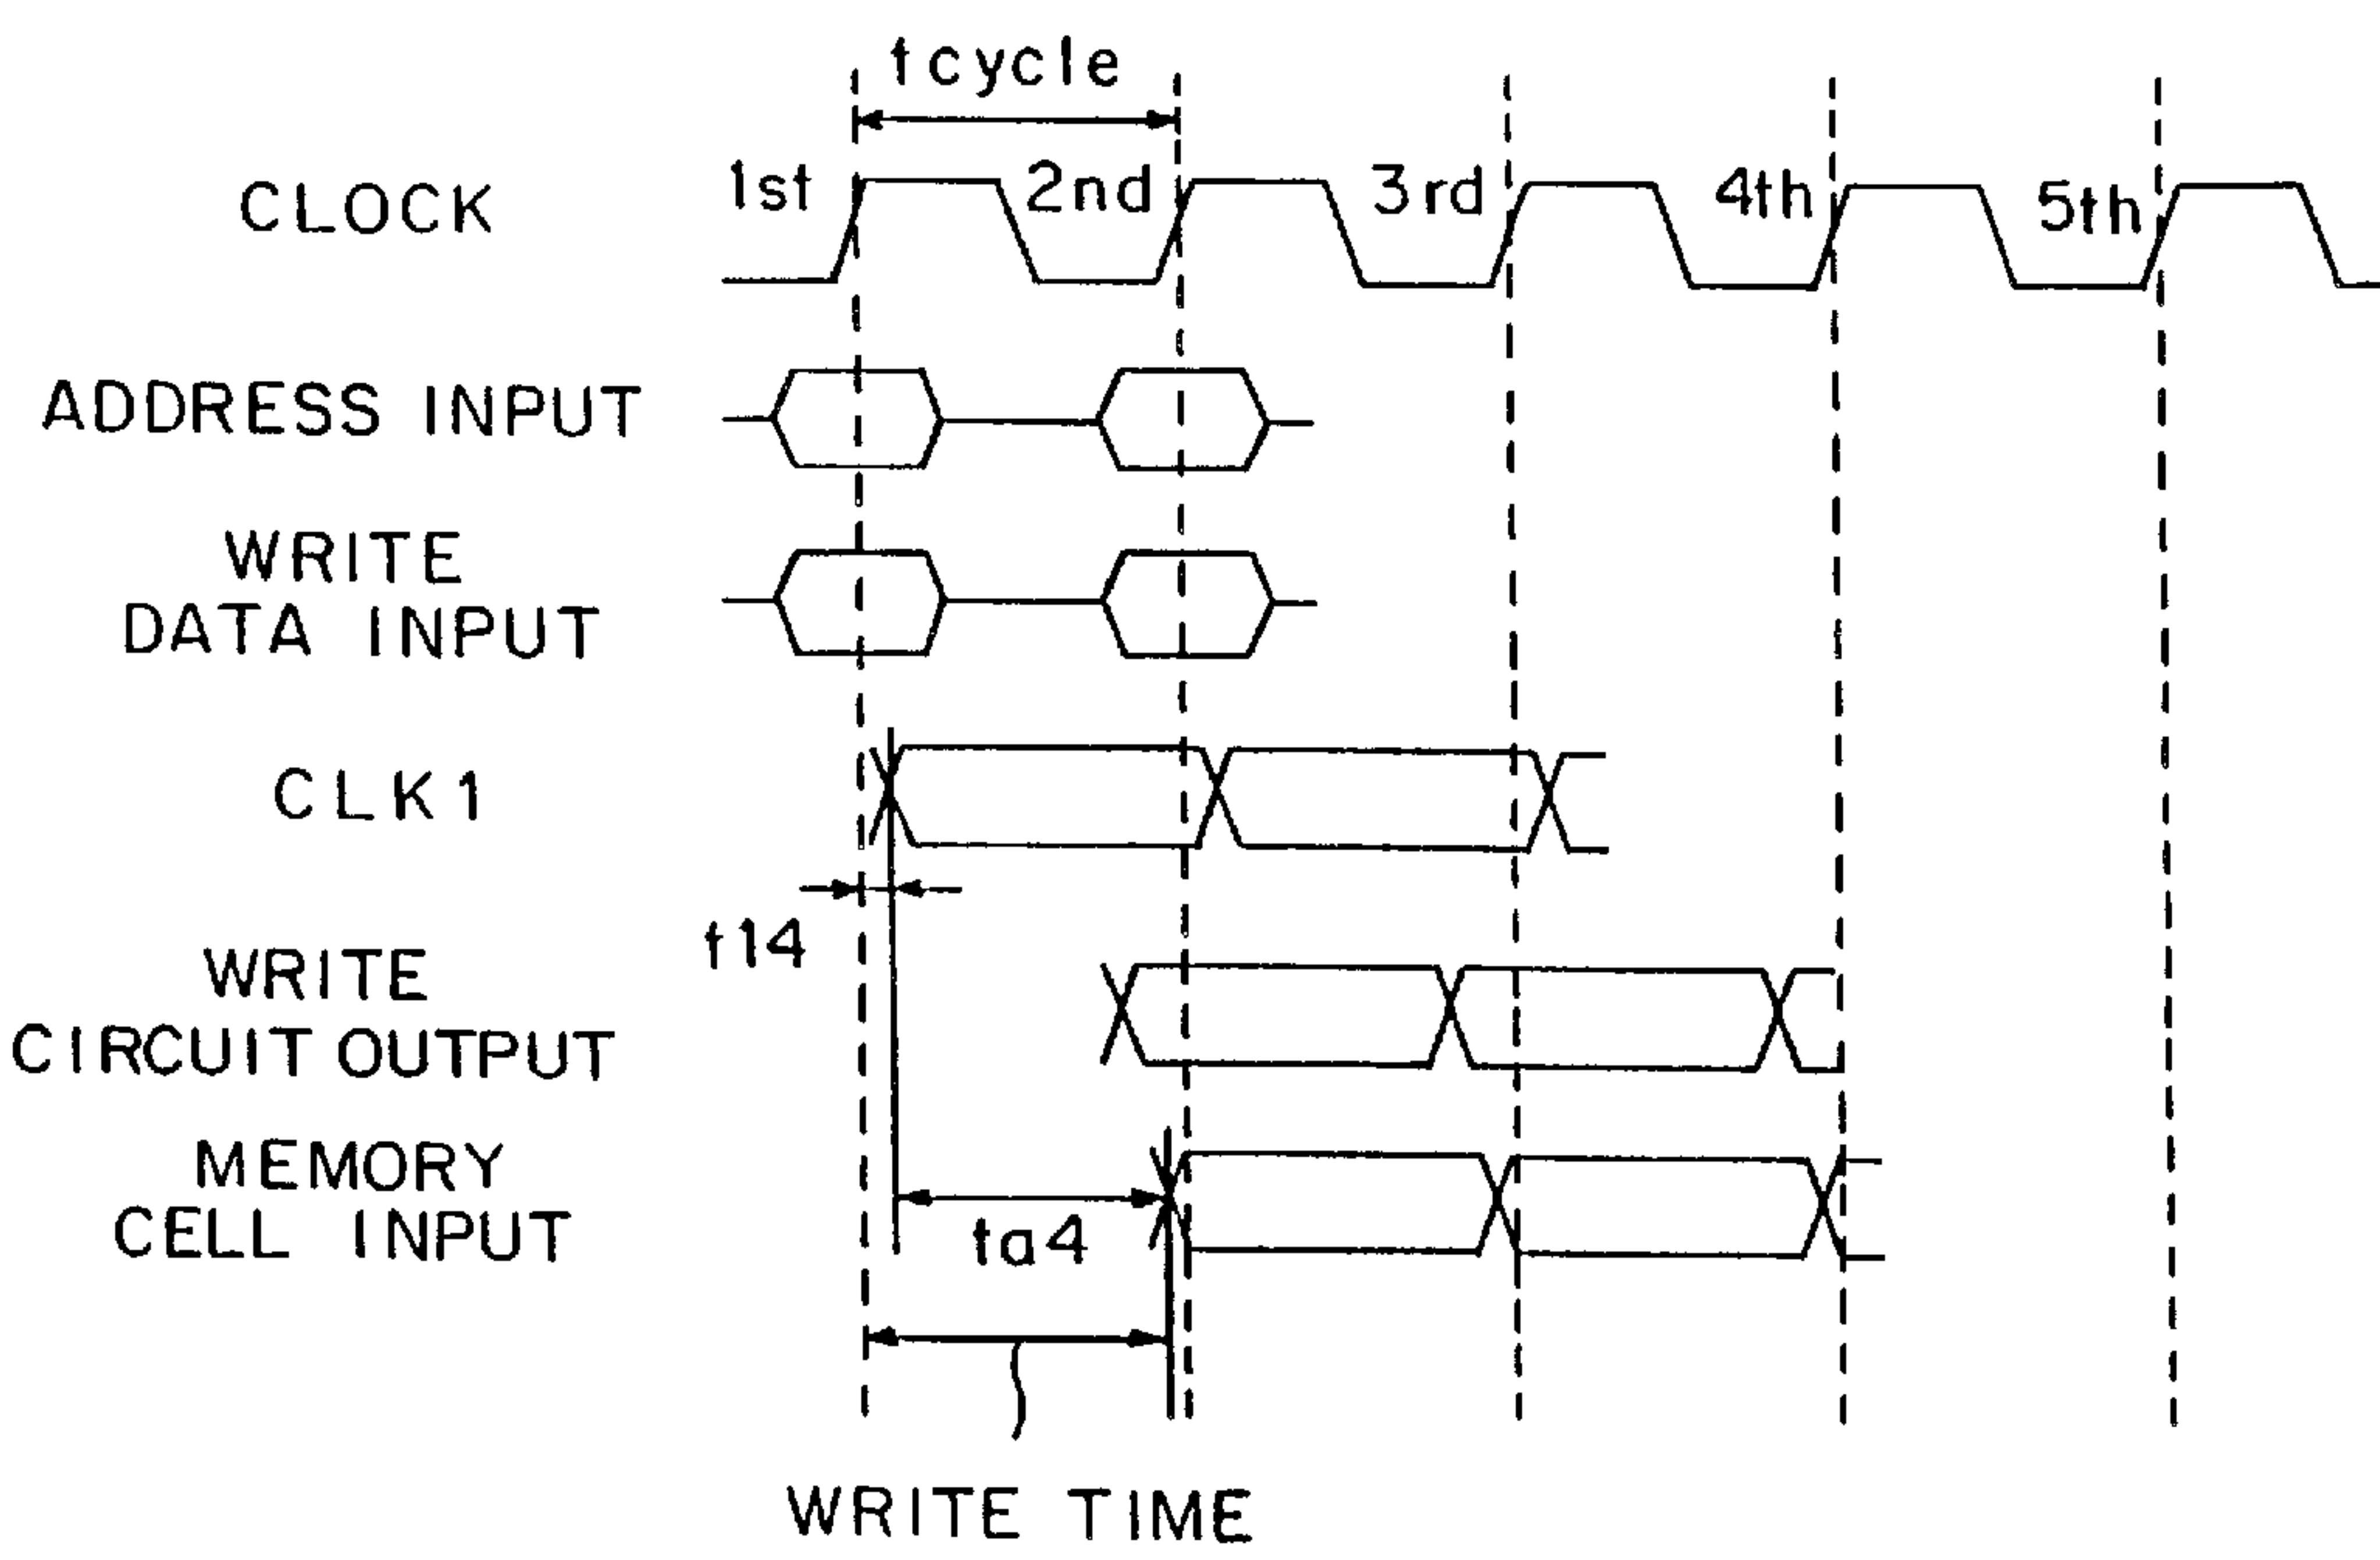 tcycle
1st 2nd 3rd 4th 5th
CLOCK
ADDRESS INPUT
WRITE
DATA INPUT
CLK1
t14
WRITE
CIRCUIT OUTPUT
MEMORY
CELL INPUT
ta4
WRITE TIME